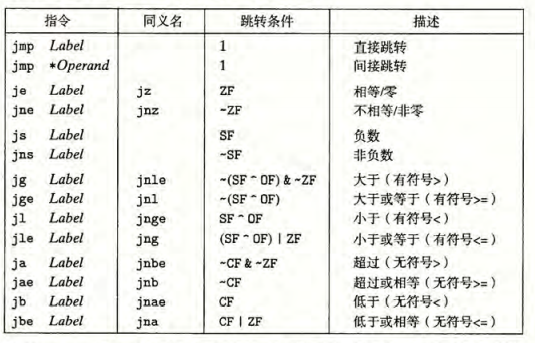 指令 同义名 跳转条件 描述
jmp Label 1 直接跳转
jmp *Operand 1 间接跳转
je Label jz ZF 相等/零
jne Label jnz ~ZF 不相等/非零
js Label SF 负数
jns Label ~SF 非负数
jg Label jnle ~(SF ^ OF) & ~ZF 大于(有符号>)
jge Label jnl ~(SF ^ OF) 大于或等于(有符号>=)
jl Label jnge SF ^ OF 小于(有符号<)
jle Label jng (SF ^ OF) | ZF 小于或等于(有符号<=)
ja Label jnbe ~CF & ~ZF 超过(无符号>)
jae Label jnb ~CF 超过或相等(无符号>=)
jb Label jnae CF 低于(无符号<)
jbe Label jna CF | ZF 低于或相等(无符号<=)